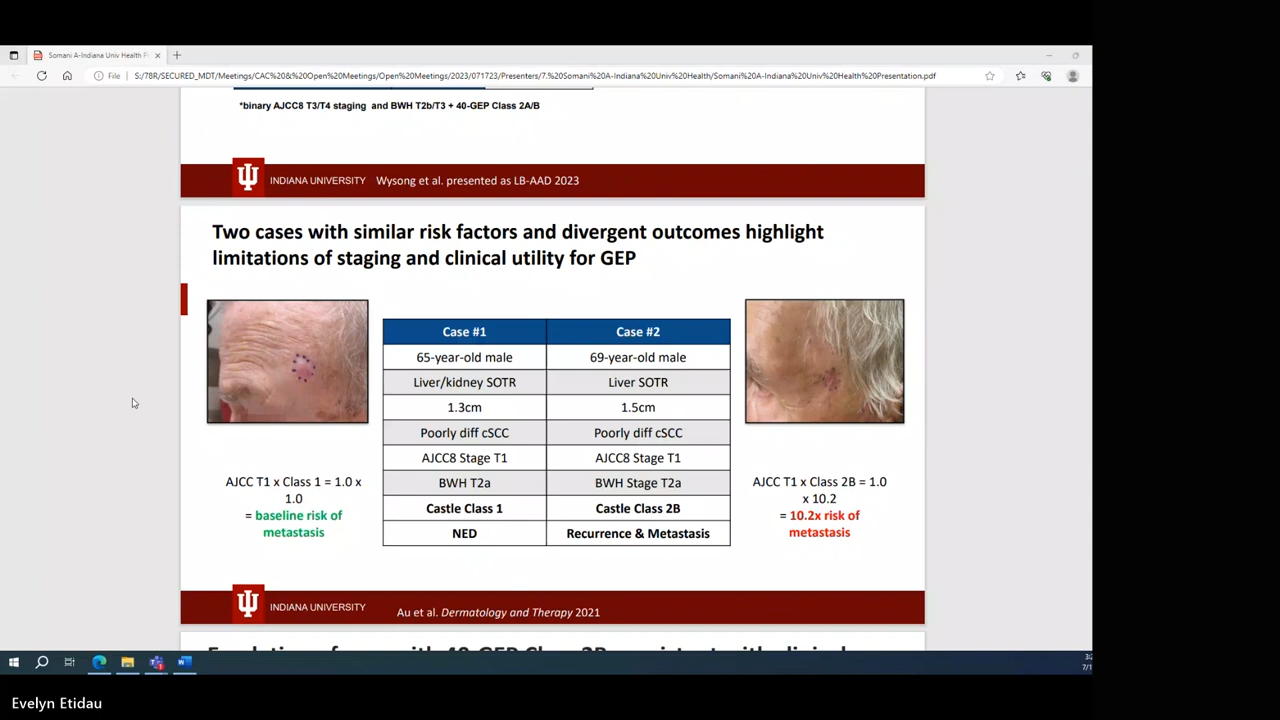 Somani A-Indiana Univ Health P
File
S:/78R/SECURED_MDT/Meetings/CAC%20&%20Open%20Meetings/Open%20Meetings/2023/071723/Presenters/7.%20Somani%20A-Indiana%20Univ%20Health/Somani%20A-Indiana%20Univ%20Health%20Presentation.pdf
*binary AJCC8 T3/T4 staging and BWH T2b/T3 + 40-GEP Class 2A/B
INDIANA UNIVERSITY Wysong et al. presented as LB-AAD 2023
Two cases with similar risk factors and divergent outcomes highlight
limitations of staging and clinical utility for GEP
Case #1 Case #2
65-year-old male 69-year-old male
Liver/kidney SOTR Liver SOTR
1.3cm 1.5cm
Poorly diff cSCC Poorly diff cSCC
AJCC8 Stage T1 AJCC8 Stage T1
BWH T2a BWH Stage T2a
Castle Class 1 Castle Class 2B
NED Recurrence & Metastasis
AJCC T1 x Class 1 = 1.0 x
1.0
= baseline risk of
metastasis
AJCC T1 x Class 2B = 1.0
x 10.2
= 10.2x risk of
metastasis
INDIANA UNIVERSITY Au et al. Dermatology and Therapy 2021
Evelyn Etidau